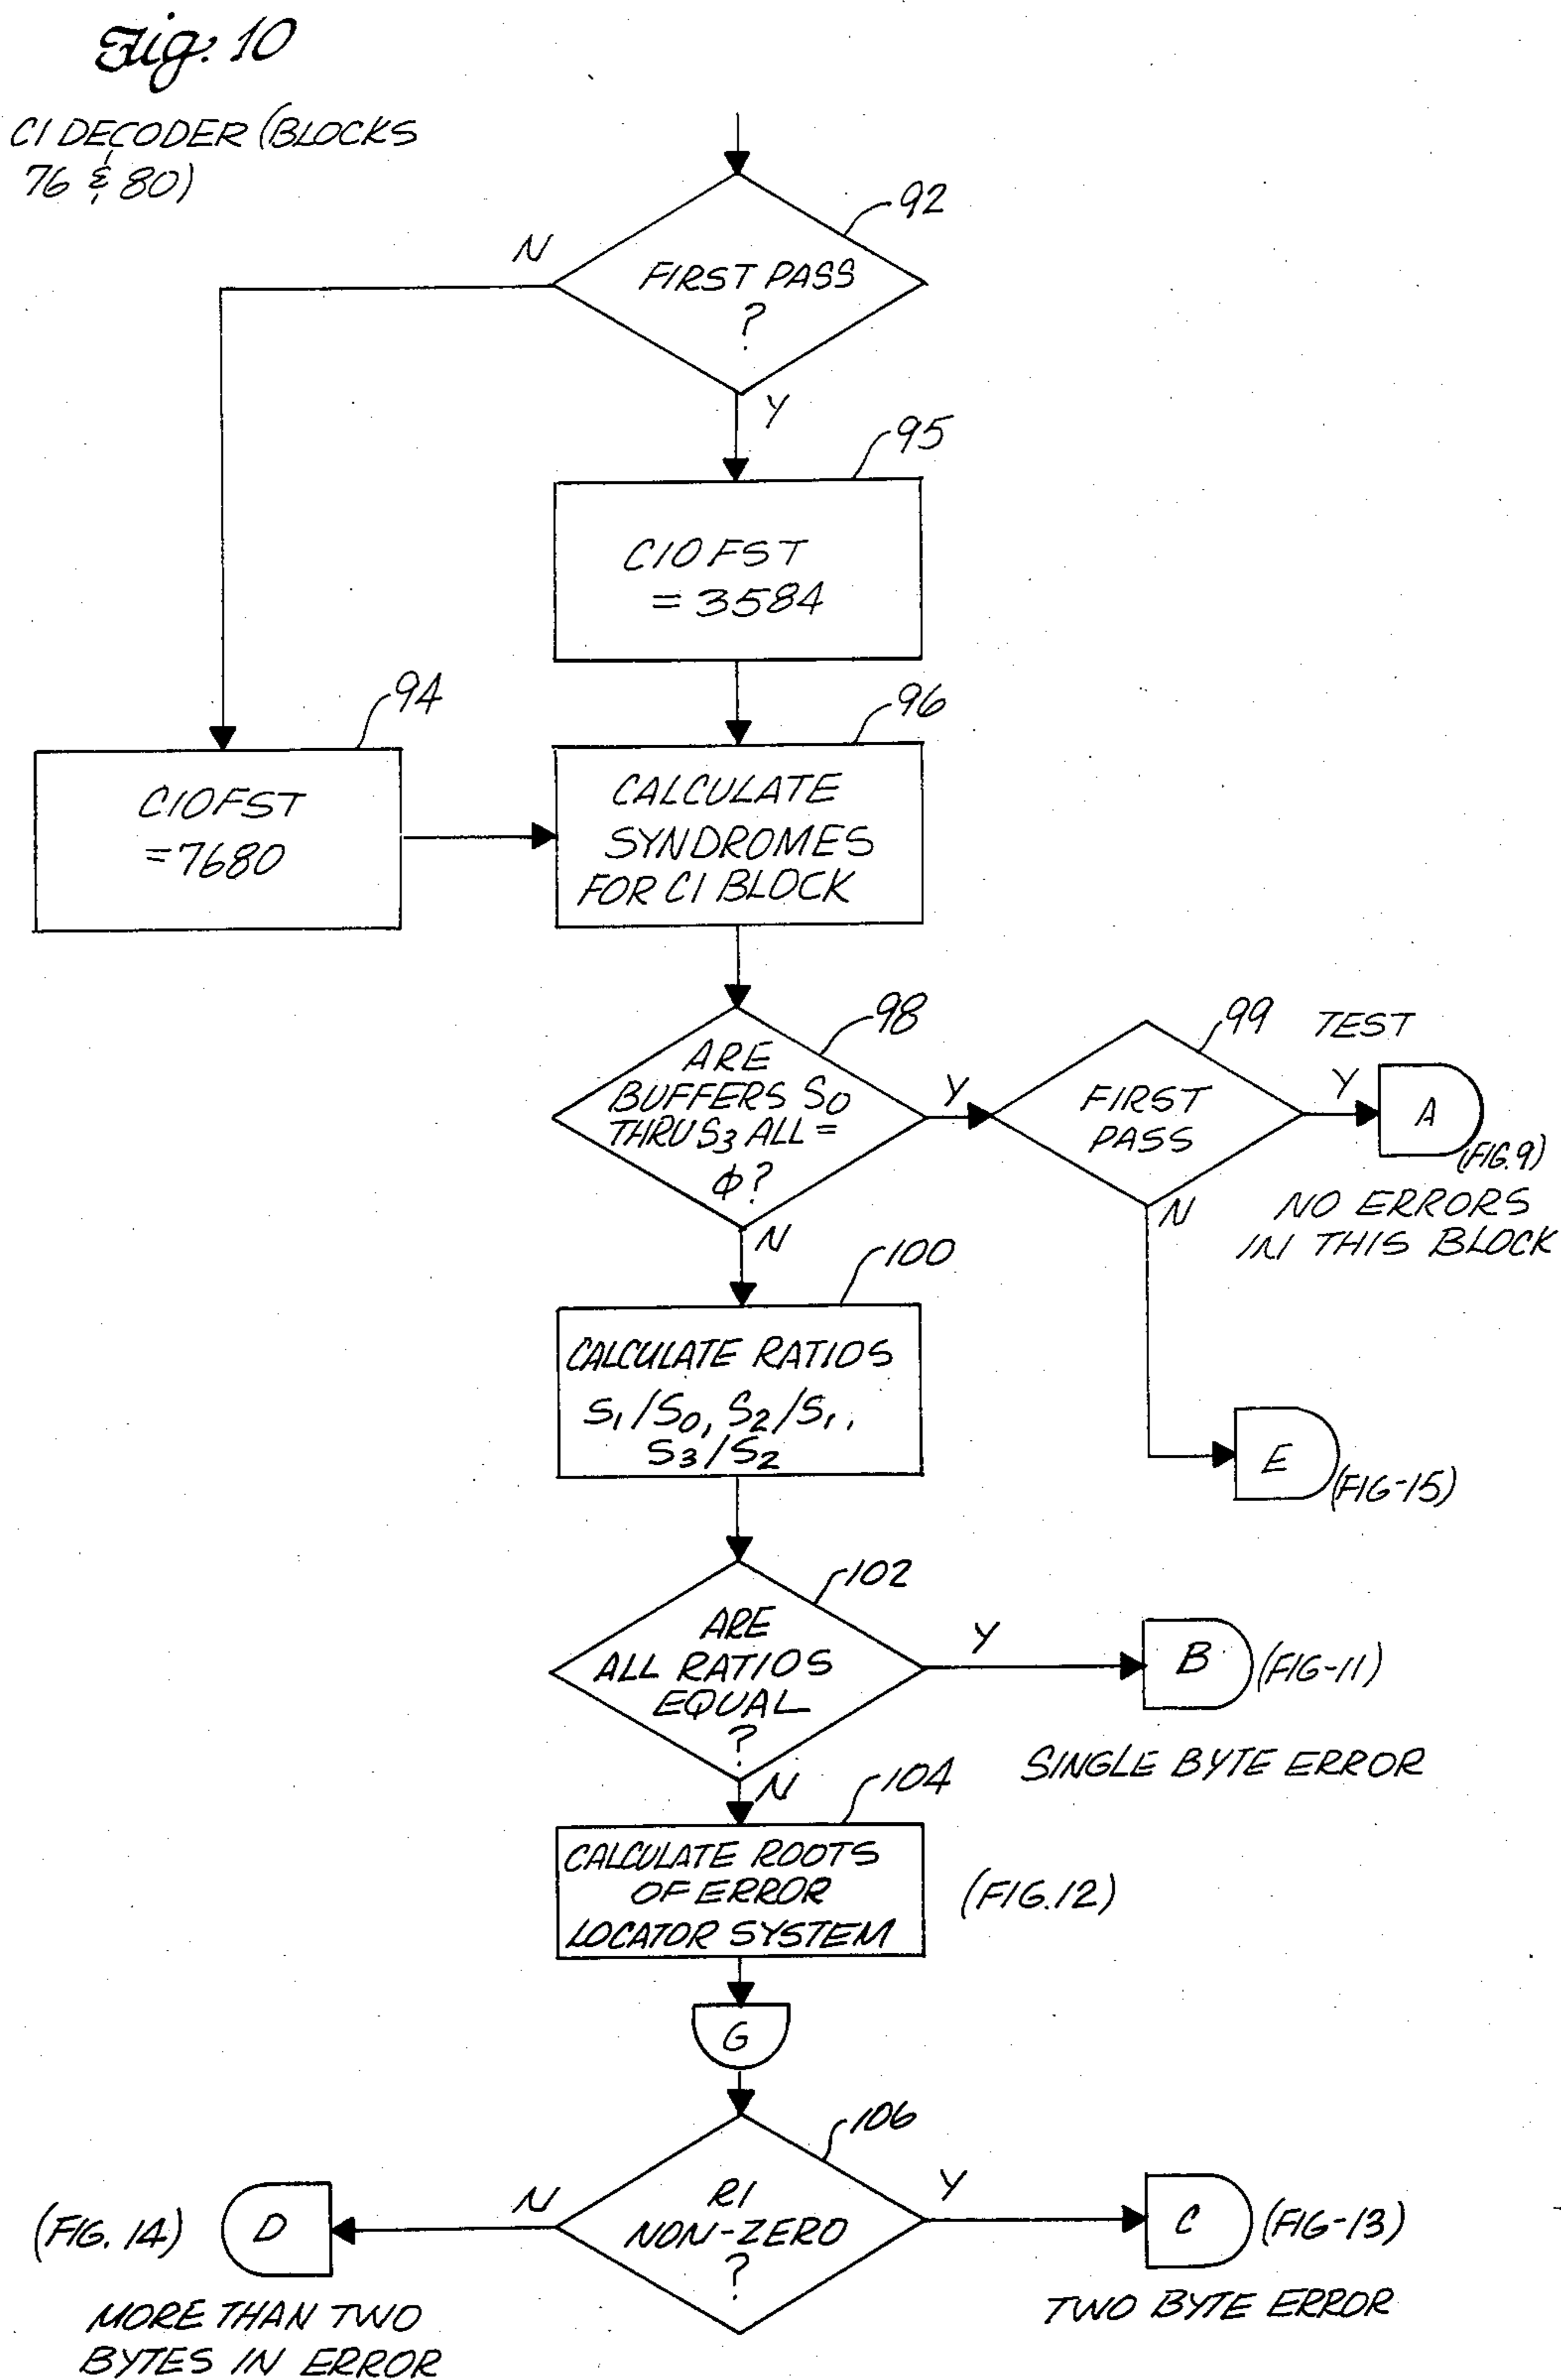 Fig. 10
C1 DECODER (BLOCKS
76 & 80)
92
N
FIRST PASS
?
Y
95
C1OFST
= 3584
94
96
C1OFST
= 7680
CALCULATE
SYNDROMES
FOR C1 BLOCK
98
99
TEST
ARE
BUFFERS S0
THRU S3 ALL =
ϕ?
Y
FIRST
PASS
Y
A
(FIG. 9)
N
NO ERRORS
IN THIS BLOCK
N
100
CALCULATE RATIOS
S1/S0, S2/S1,
S3/S2
E
(FIG-15)
102
ARE
ALL RATIOS
EQUAL
?
Y
B
(FIG-11)
SINGLE BYTE ERROR
N
104
CALCULATE ROOTS
OF ERROR
LOCATOR SYSTEM
(FIG. 12)
G
106
R1
NON-ZERO
?
N
Y
(FIG. 14)
D
C
(FIG-13)
MORE THAN TWO
BYTES IN ERROR
TWO BYTE ERROR